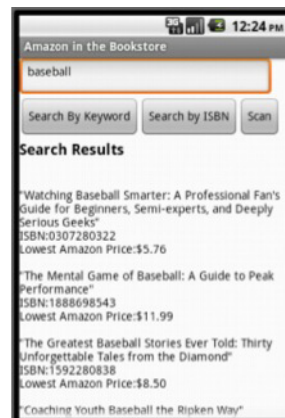 3G 12:24 PM
Amazon in the Bookstore
baseball
Search By Keyword Search by ISBN Scan
Search Results
"Watching Baseball Smarter: A Professional Fan's
Guide for Beginners, Semi-experts, and Deeply
Serious Geeks"
ISBN:0307280322
Lowest Amazon Price:$5.76
"The Mental Game of Baseball: A Guide to Peak
Performance"
ISBN:1888698543
Lowest Amazon Price:$11.99
"The Greatest Baseball Stories Ever Told: Thirty
Unforgettable Tales from the Diamond"
ISBN:1592280838
Lowest Amazon Price:$8.50
"Coaching Youth Baseball the Ripken Way"